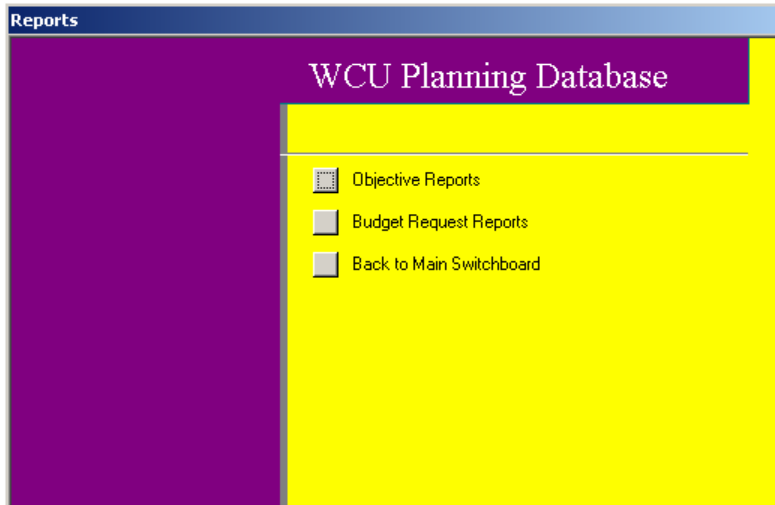 Reports
WCU Planning Database
Objective Reports
Budget Request Reports
Back to Main Switchboard